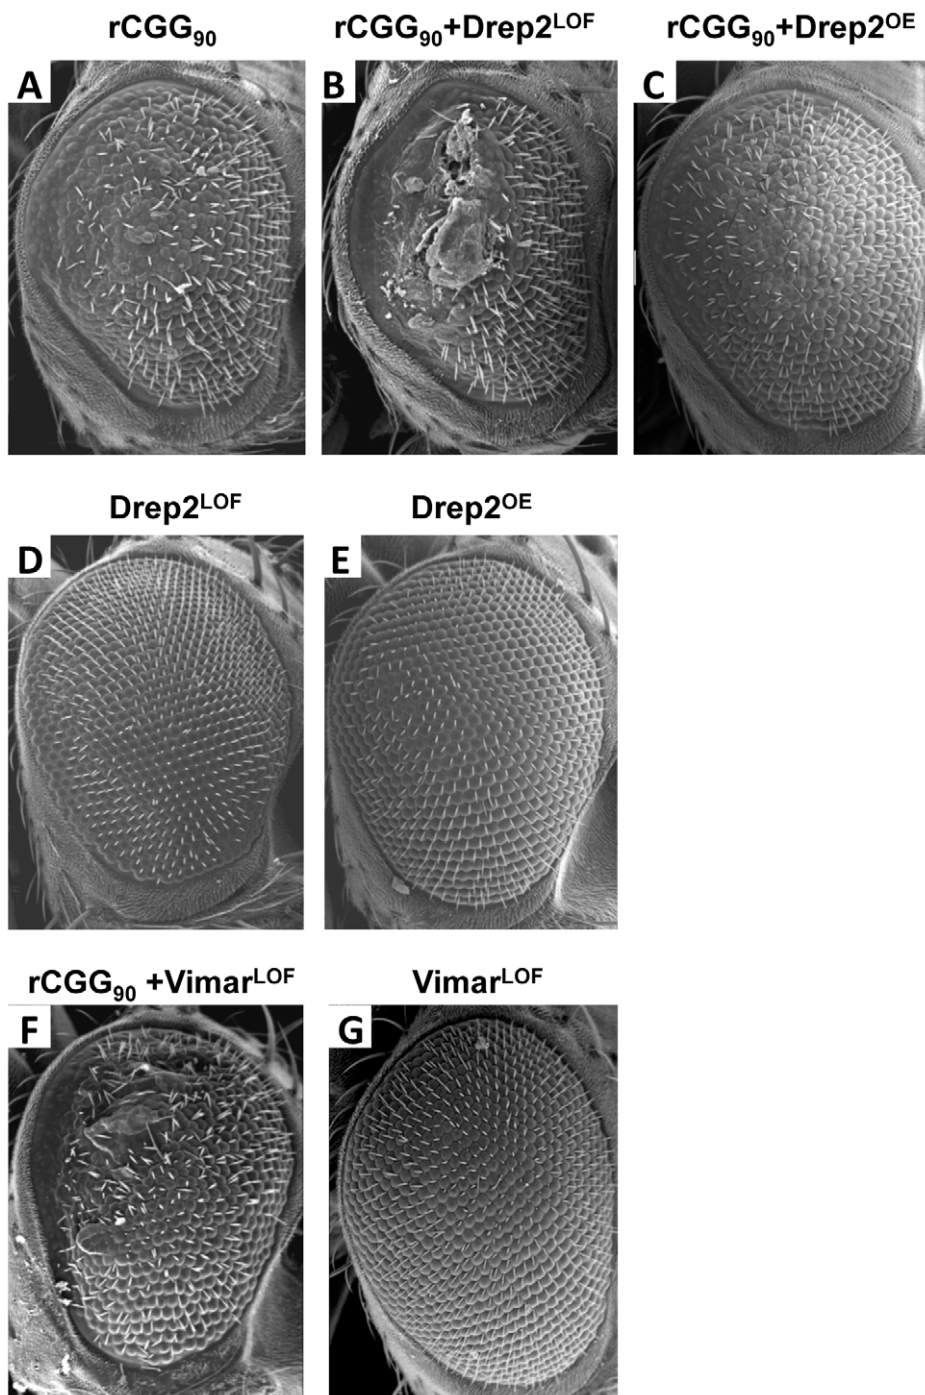 rCGG₉₀ rCGG₉₀+Drep2ᴸᴼᶠ rCGG₉₀+Drep2ᴼᴱ
A B C
Drep2ᴸᴼᶠ Drep2ᴼᴱ
D E
rCGG₉₀ +Vimarᴸᴼᶠ Vimarᴸᴼᶠ
F G